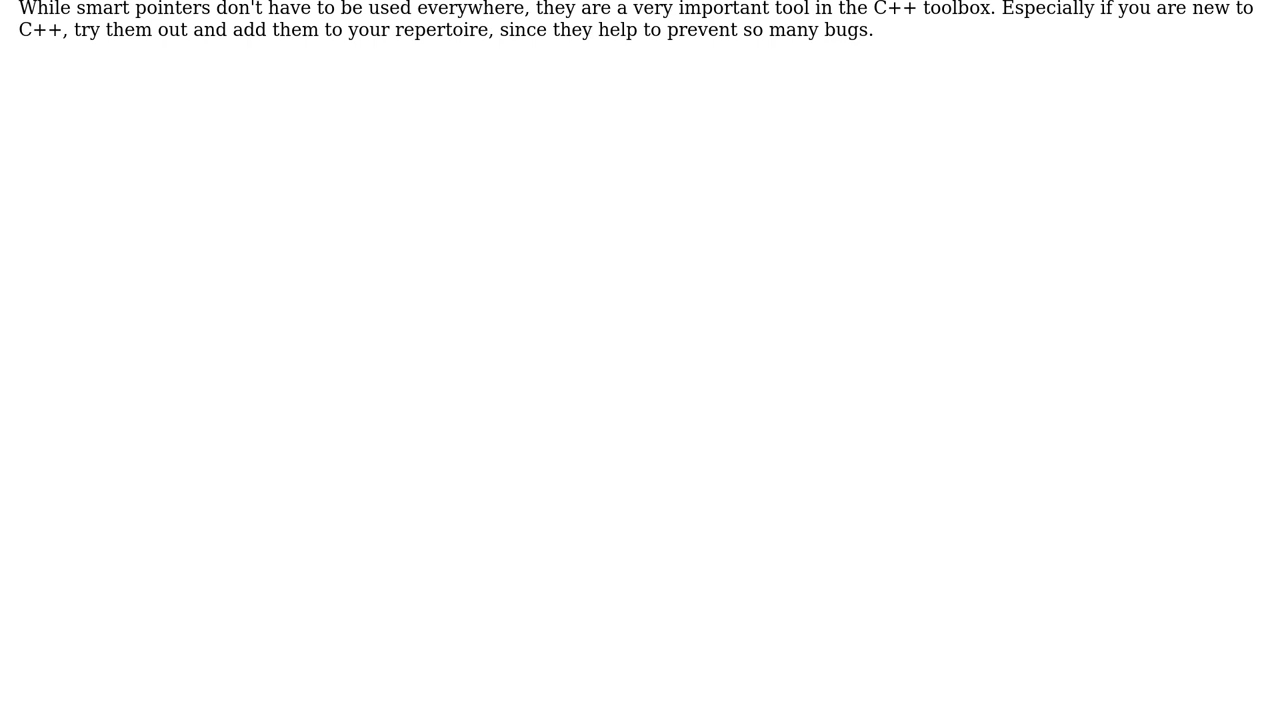 While smart pointers don't have to be used everywhere, they are a very important tool in the C++ toolbox. Especially if you are new to
C++, try them out and add them to your repertoire, since they help to prevent so many bugs.